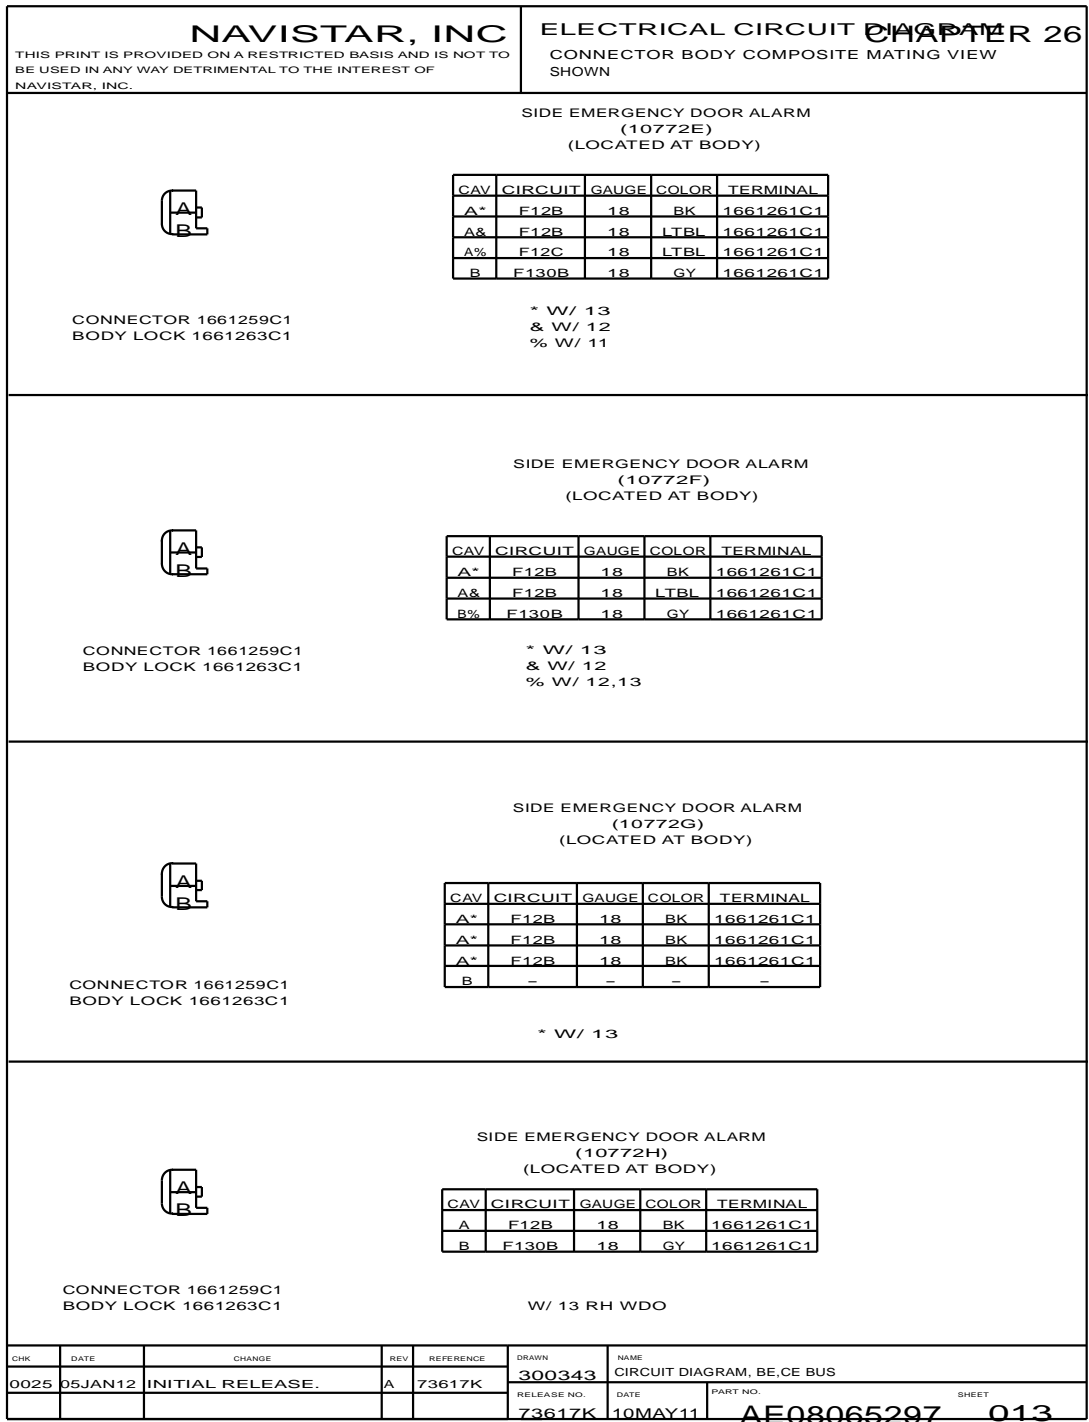 NAVISTAR, INC
THIS PRINT IS PROVIDED ON A RESTRICTED BASIS AND IS NOT TO
BE USED IN ANY WAY DETRIMENTAL TO THE INTEREST OF
NAVISTAR, INC.
ELECTRICAL CIRCUIT DIAGRAM
CHAPTER 26
CONNECTOR BODY COMPOSITE MATING VIEW
SHOWN
SIDE EMERGENCY DOOR ALARM
(10772E)
(LOCATED AT BODY)
A
B
CAV CIRCUIT GAUGE COLOR TERMINAL
A* F12B 18 BK 1661261C1
A& F12B 18 LTBL 1661261C1
A% F12C 18 LTBL 1661261C1
B F130B 18 GY 1661261C1
CONNECTOR 1661259C1
BODY LOCK 1661263C1
* W/ 13
& W/ 12
% W/ 11
SIDE EMERGENCY DOOR ALARM
(10772F)
(LOCATED AT BODY)
A
B
CAV CIRCUIT GAUGE COLOR TERMINAL
A* F12B 18 BK 1661261C1
A& F12B 18 LTBL 1661261C1
B% F130B 18 GY 1661261C1
CONNECTOR 1661259C1
BODY LOCK 1661263C1
* W/ 13
& W/ 12
% W/ 12,13
SIDE EMERGENCY DOOR ALARM
(10772G)
(LOCATED AT BODY)
A
B
CAV CIRCUIT GAUGE COLOR TERMINAL
A* F12B 18 BK 1661261C1
A* F12B 18 BK 1661261C1
A* F12B 18 BK 1661261C1
B – – – –
CONNECTOR 1661259C1
BODY LOCK 1661263C1
* W/ 13
SIDE EMERGENCY DOOR ALARM
(10772H)
(LOCATED AT BODY)
A
B
CAV CIRCUIT GAUGE COLOR TERMINAL
A F12B 18 BK 1661261C1
B F130B 18 GY 1661261C1
CONNECTOR 1661259C1
BODY LOCK 1661263C1
W/ 13 RH WDO
CHK DATE CHANGE REV REFERENCE
0025 05JAN12 INITIAL RELEASE. A 73617K
DRAWN
300343
NAME
CIRCUIT DIAGRAM, BE,CE BUS
RELEASE NO.
73617K
DATE
10MAY11
PART NO.
AE08065297
SHEET
013